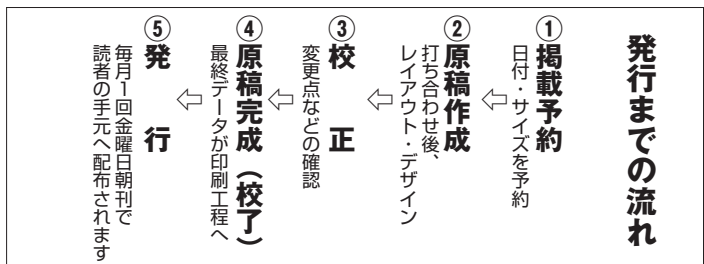 発行までの流れ
①掲載予約
日付・サイズを予約
⇦
②原稿作成
打ち合わせ後、
レイアウト・デザイン
⇦
③校　正
変更点などの確認
⇦
④原稿完成（校了）
最終データが印刷工程へ
⇦
⑤発　行
毎月1回金曜日朝刊で
読者の手元へ配布されます